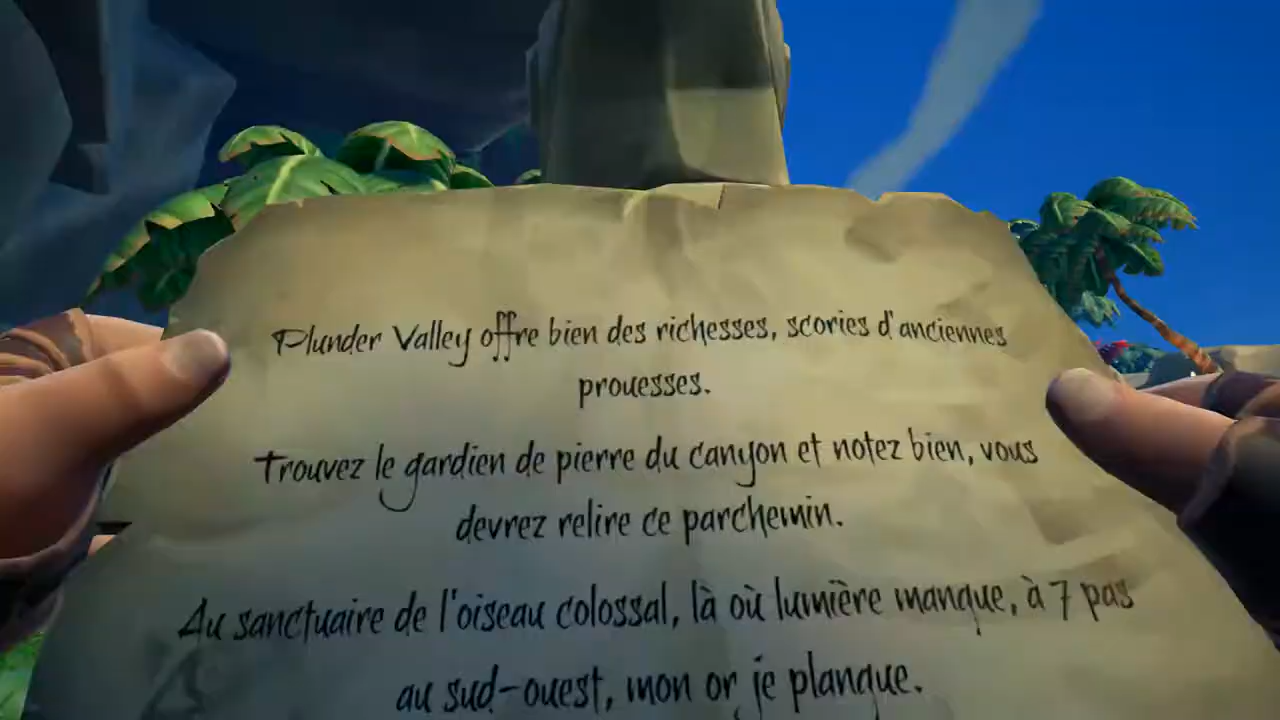 Plunder Valley offre bien des richesses, scories d'anciennes
prouesses.
Trouvez le gardien de pierre du canyon et notez bien, vous
devrez relire ce parchemin.
Au sanctuaire de l'oiseau colossal, là où lumière manque, à 7 pas
au sud-ouest, mon or je planque.